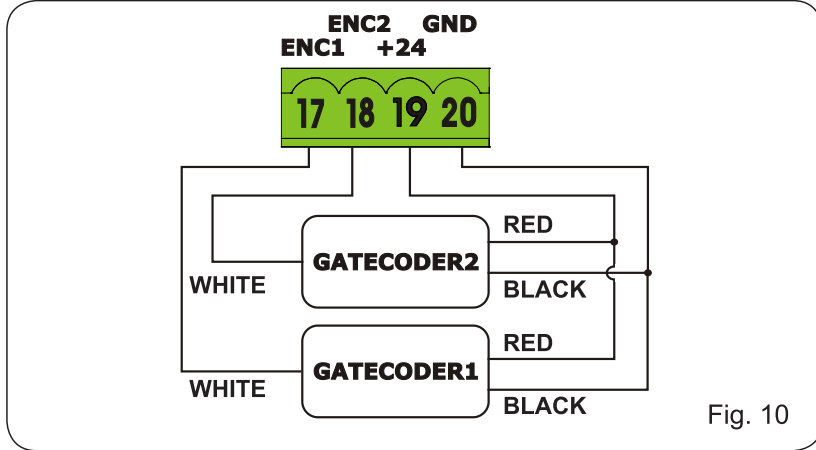 ENC2 GND
ENC1 +24
17 18 19 20
RED
GATECODER2
WHITE
BLACK
RED
GATECODER1
WHITE
BLACK
Fig. 10